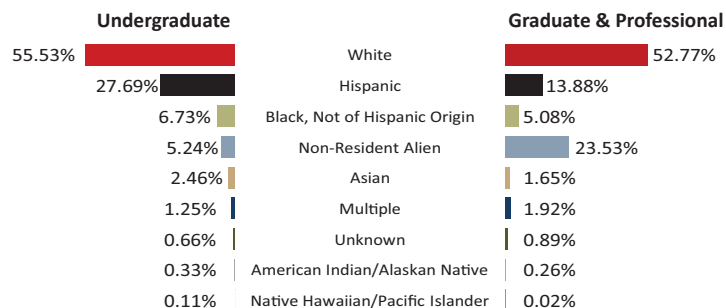 Undergraduate Graduate & Professional
55.53% White 52.77%
27.69% Hispanic 13.88%
6.73% Black, Not of Hispanic Origin 5.08%
5.24% Non-Resident Alien 23.53%
2.46% Asian 1.65%
1.25% Multiple 1.92%
0.66% Unknown 0.89%
0.33% American Indian/Alaskan Native 0.26%
0.11% Native Hawaiian/Pacific Islander 0.02%